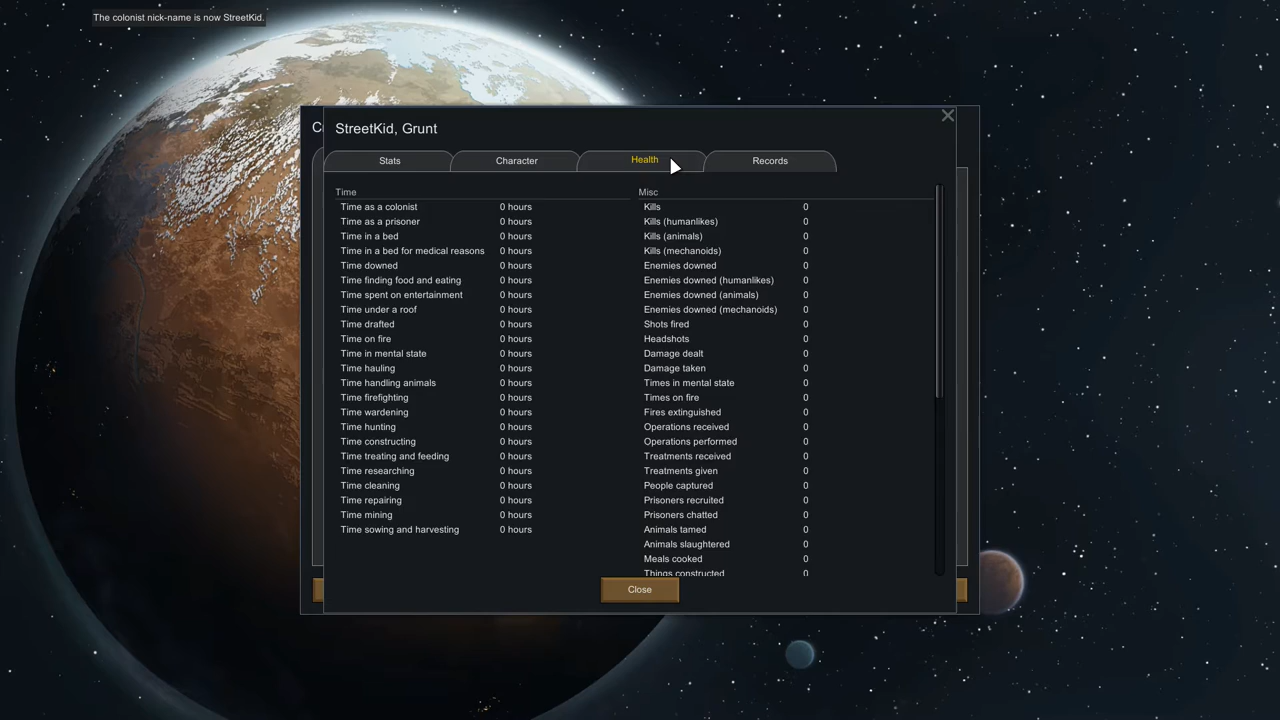 The colonist nick-name is now StreetKid.
StreetKid, Grunt
Stats
Character
Health
Records
Time
Time as a colonist 0 hours
Time as a prisoner 0 hours
Time in a bed 0 hours
Time in a bed for medical reasons 0 hours
Time downed 0 hours
Time finding food and eating 0 hours
Time spent on entertainment 0 hours
Time under a roof 0 hours
Time drafted 0 hours
Time on fire 0 hours
Time in mental state 0 hours
Time hauling 0 hours
Time handling animals 0 hours
Time firefighting 0 hours
Time wardening 0 hours
Time hunting 0 hours
Time constructing 0 hours
Time treating and feeding 0 hours
Time researching 0 hours
Time cleaning 0 hours
Time repairing 0 hours
Time mining 0 hours
Time sowing and harvesting 0 hours
Misc
Kills 0
Kills (humanlikes) 0
Kills (animals) 0
Kills (mechanoids) 0
Enemies downed 0
Enemies downed (humanlikes) 0
Enemies downed (animals) 0
Enemies downed (mechanoids) 0
Shots fired 0
Headshots 0
Damage dealt 0
Damage taken 0
Times in mental state 0
Times on fire 0
Fires extinguished 0
Operations received 0
Operations performed 0
Treatments received 0
Treatments given 0
People captured 0
Prisoners recruited 0
Prisoners chatted 0
Animals tamed 0
Animals slaughtered 0
Meals cooked 0
Things constructed 0
Close